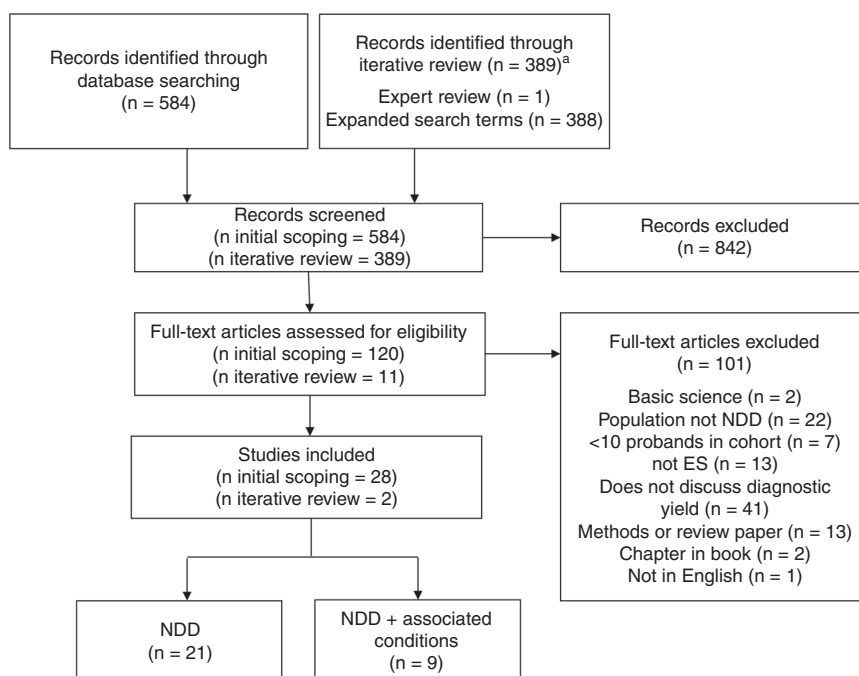 Records identified through
database searching
(n = 584)
Records identified through
iterative review (n = 389)a
Expert review (n = 1)
Expanded search terms (n = 388)
Records screened
(n initial scoping = 584)
(n iterative review = 389)
Records excluded
(n = 842)
Full-text articles assessed for eligibility
(n initial scoping = 120)
(n iterative review = 11)
Full-text articles excluded
(n = 101)
Basic science (n = 2)
Population not NDD (n = 22)
<10 probands in cohort (n = 7)
not ES (n = 13)
Does not discuss diagnostic
yield (n = 41)
Methods or review paper (n = 13)
Chapter in book (n = 2)
Not in English (n = 1)
Studies included
(n initial scoping = 28)
(n iterative review = 2)
NDD
(n = 21)
NDD + associated
conditions
(n = 9)